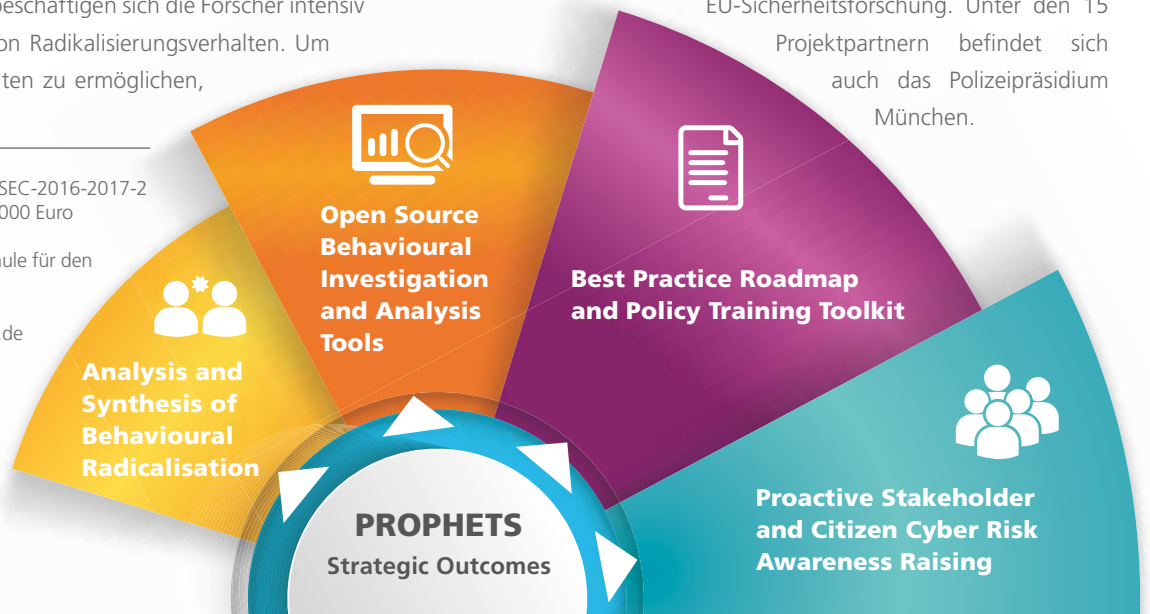 beschäftigen sich die Forscher intensiv
on Radikalisierungsverhalten. Um
ten zu ermöglichen,
SEC-2016-2017-2
000 Euro
ule für den
.de
EU-Sicherheitsforschung. Unter den 15
Projektpartnern befindet sich
auch das Polizeipräsidium
München.
Analysis and
Synthesis of
Behavioural
Radicalisation
Open Source
Behavioural
Investigation
and Analysis
Tools
Best Practice Roadmap
and Policy Training Toolkit
Proactive Stakeholder
and Citizen Cyber Risk
Awareness Raising
PROPHETS
Strategic Outcomes